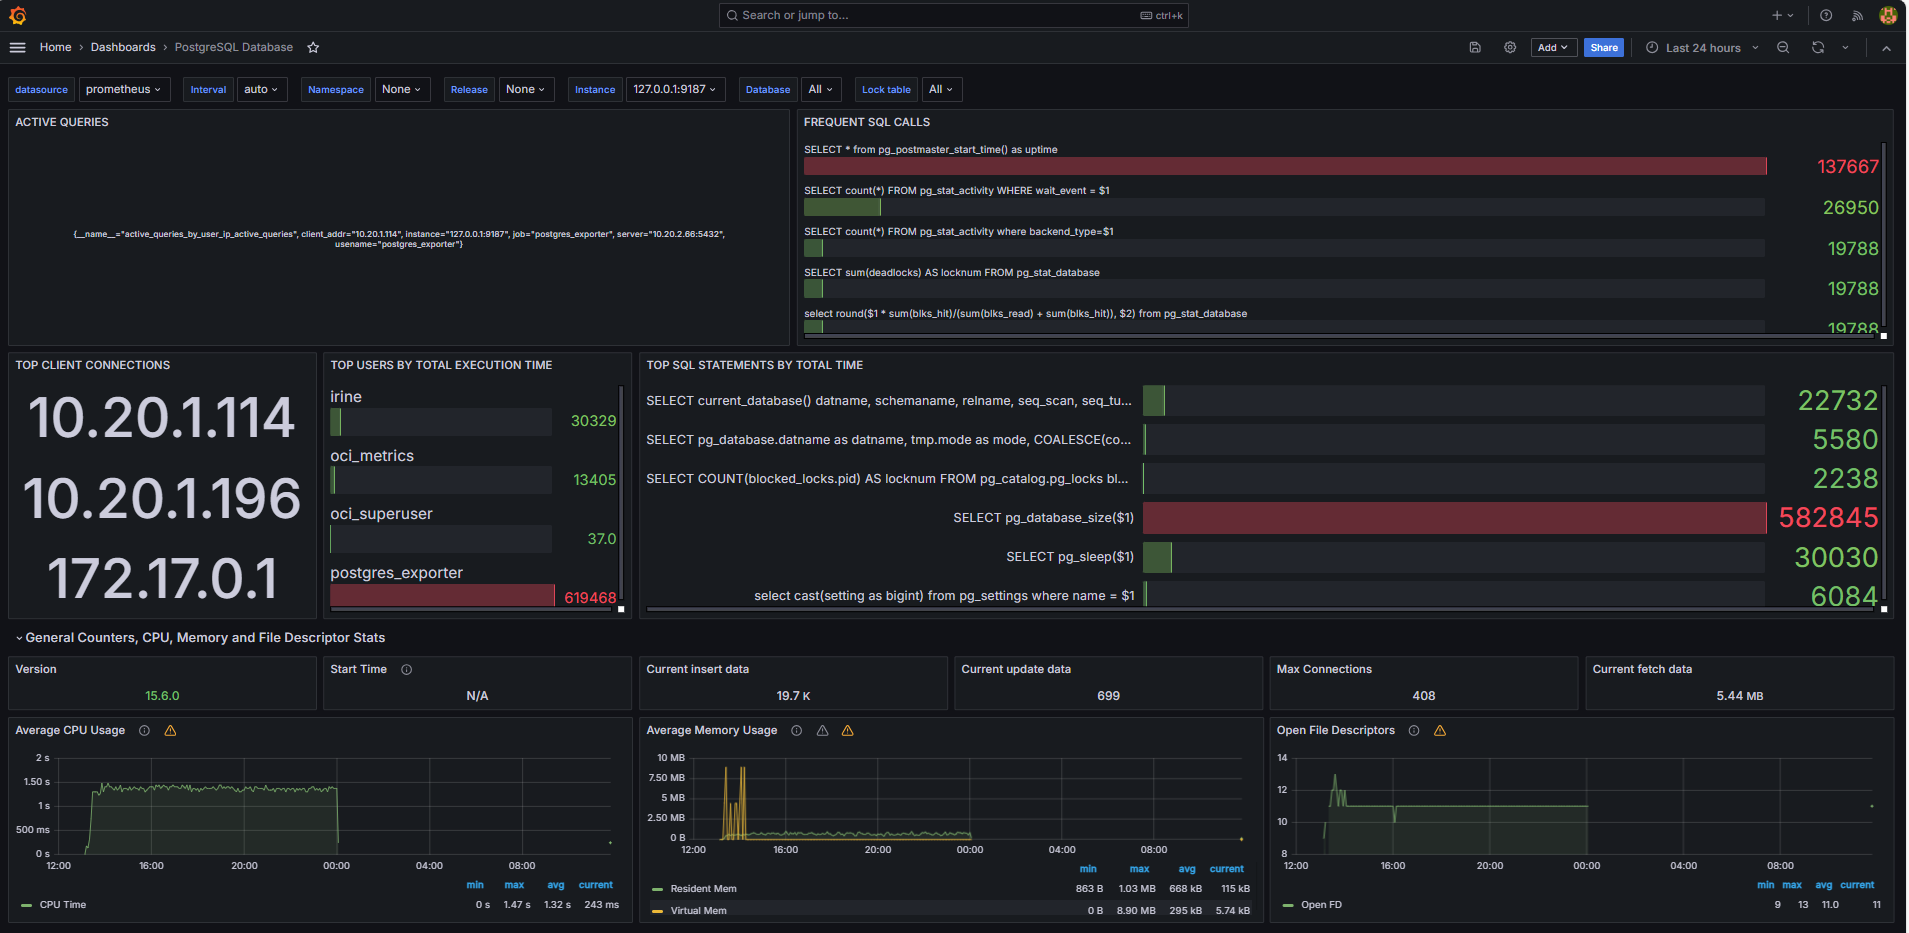 Search or jump to...
ctrl+k
Home › Dashboards › PostgreSQL Database
Add
Share
Last 24 hours
datasource prometheus Interval auto Namespace None Release None Instance 127.0.0.1:9187 Database All Lock table All
ACTIVE QUERIES
{__name__="active_queries_by_user_ip_active_queries", client_addr="10.20.1.114", instance="127.0.0.1:9187", job="postgres_exporter", server="10.20.2.66:5432",
usename="postgres_exporter"}
FREQUENT SQL CALLS
SELECT * from pg_postmaster_start_time() as uptime
137667
SELECT count(*) FROM pg_stat_activity WHERE wait_event = $1
26950
SELECT count(*) FROM pg_stat_activity where backend_type=$1
19788
SELECT sum(deadlocks) AS locknum FROM pg_stat_database
19788
select round($1 * sum(blks_hit)/(sum(blks_read) + sum(blks_hit)), $2) from pg_stat_database
19788
TOP CLIENT CONNECTIONS
10.20.1.114
10.20.1.196
172.17.0.1
TOP USERS BY TOTAL EXECUTION TIME
irine
30329
oci_metrics
13405
oci_superuser
37.0
postgres_exporter
619468
TOP SQL STATEMENTS BY TOTAL TIME
SELECT current_database() datname, schemaname, relname, seq_scan, seq_tu... 22732
SELECT pg_database.datname as datname, tmp.mode as mode, COALESCE(co... 5580
SELECT COUNT(blocked_locks.pid) AS locknum FROM pg_catalog.pg_locks bl... 2238
SELECT pg_database_size($1) 582845
SELECT pg_sleep($1) 30030
select cast(setting as bigint) from pg_settings where name = $1 6084
General Counters, CPU, Memory and File Descriptor Stats
Version
15.6.0
Start Time
N/A
Current insert data
19.7 K
Current update data
699
Max Connections
408
Current fetch data
5.44 MB
Average CPU Usage
2 s
1.50 s
1 s
500 ms
0 s
12:00 16:00 20:00 00:00 04:00 08:00
min max avg current
CPU Time 0 s 1.47 s 1.32 s 243 ms
Average Memory Usage
10 MB
7.50 MB
5 MB
2.50 MB
0 B
12:00 16:00 20:00 00:00 04:00 08:00
min max avg current
Resident Mem 863 B 1.03 MB 668 kB 115 kB
Virtual Mem 0 B 8.90 MB 295 kB 5.74 kB
Open File Descriptors
14
12
10
8
12:00 16:00 20:00 00:00 04:00 08:00
min max avg current
Open FD 9 13 11.0 11